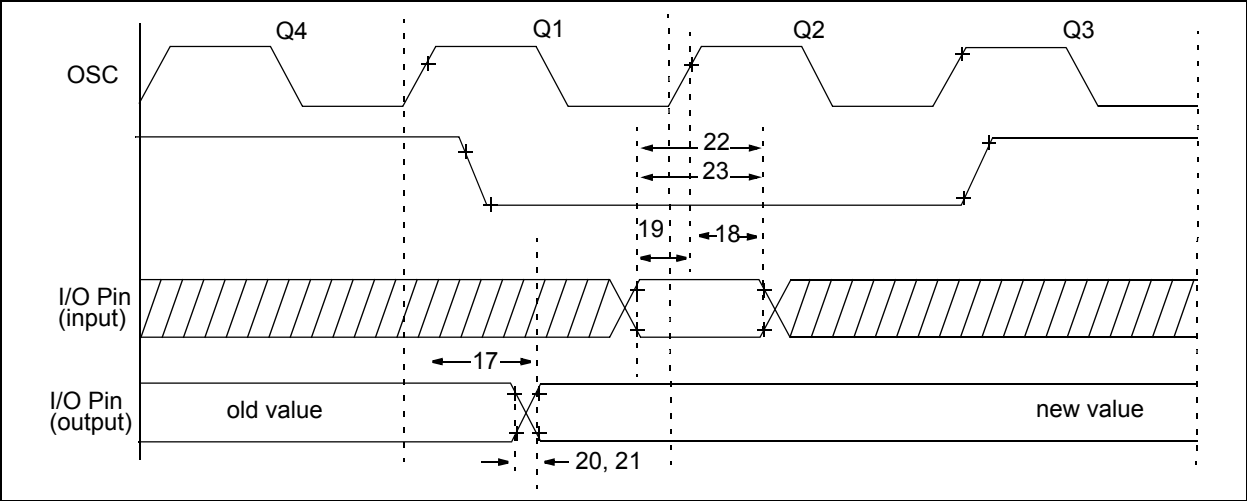 Q4 Q1 Q2 Q3
OSC
22
23
19 18
I/O Pin
(input)
17
I/O Pin
(output)
old value new value
20, 21